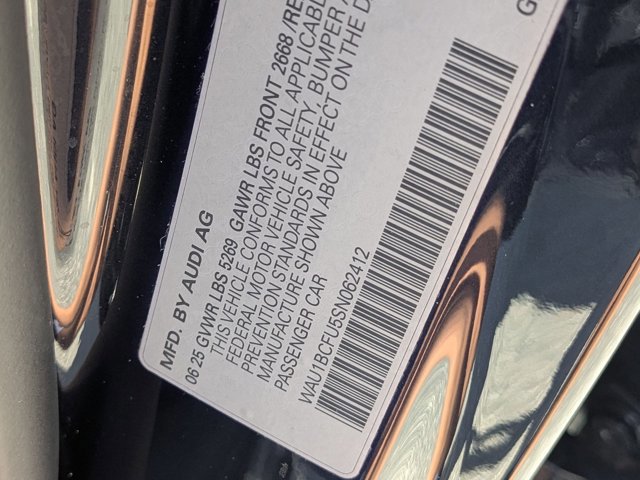 MFD. BY AUDI AG
06 25 GVWR LBS 5269 GAWR LBS FRONT 2668 /RE
THIS VEHICLE CONFORMS TO ALL APPLICABLE
FEDERAL MOTOR VEHICLE SAFETY, BUMPER
PREVENTION STANDARDS IN EFFECT ON THE D
MANUFACTURE SHOWN ABOVE
PASSENGER CAR
WAU1BCFU5SN062412
G